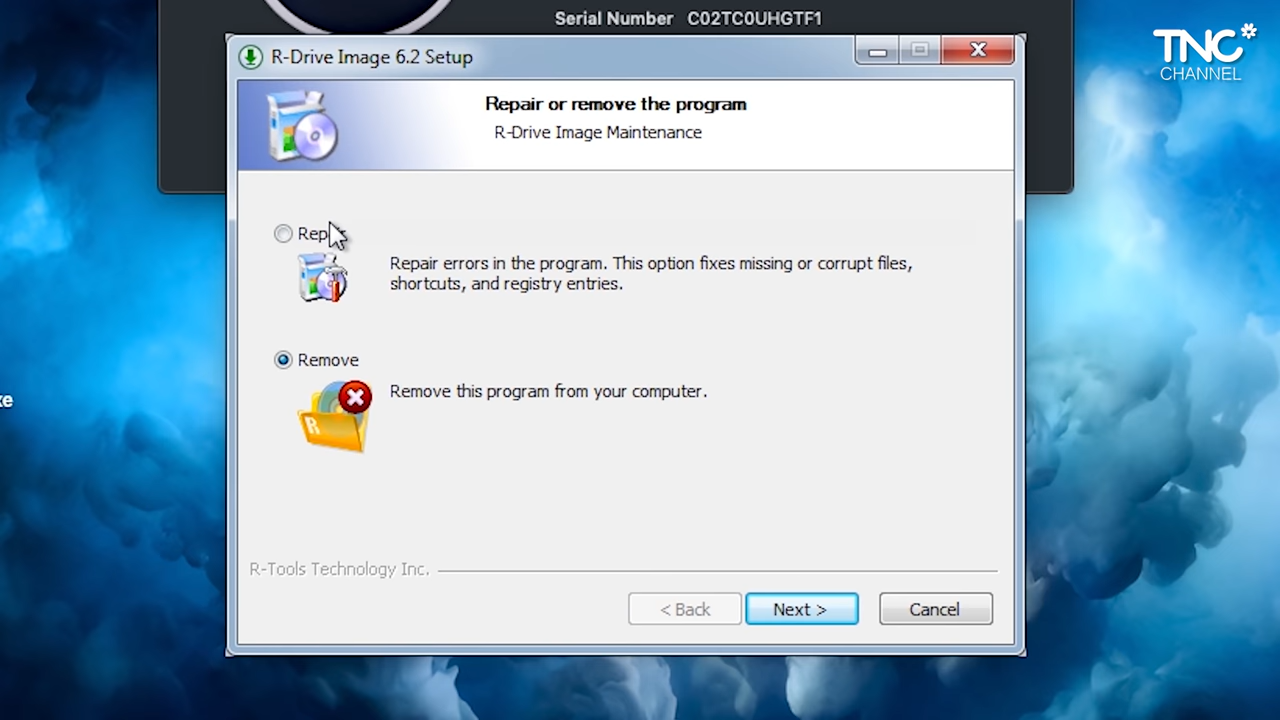 Serial Number C02TC0UHGTF1
TNC*
CHANNEL
R-Drive Image 6.2 Setup
Repair or remove the program
R-Drive Image Maintenance
Repair errors in the program. This option fixes missing or corrupt files,
shortcuts, and registry entries.
Remove
Remove this program from your computer.
R
R-Tools Technology Inc.
< Back
Next >
Cancel